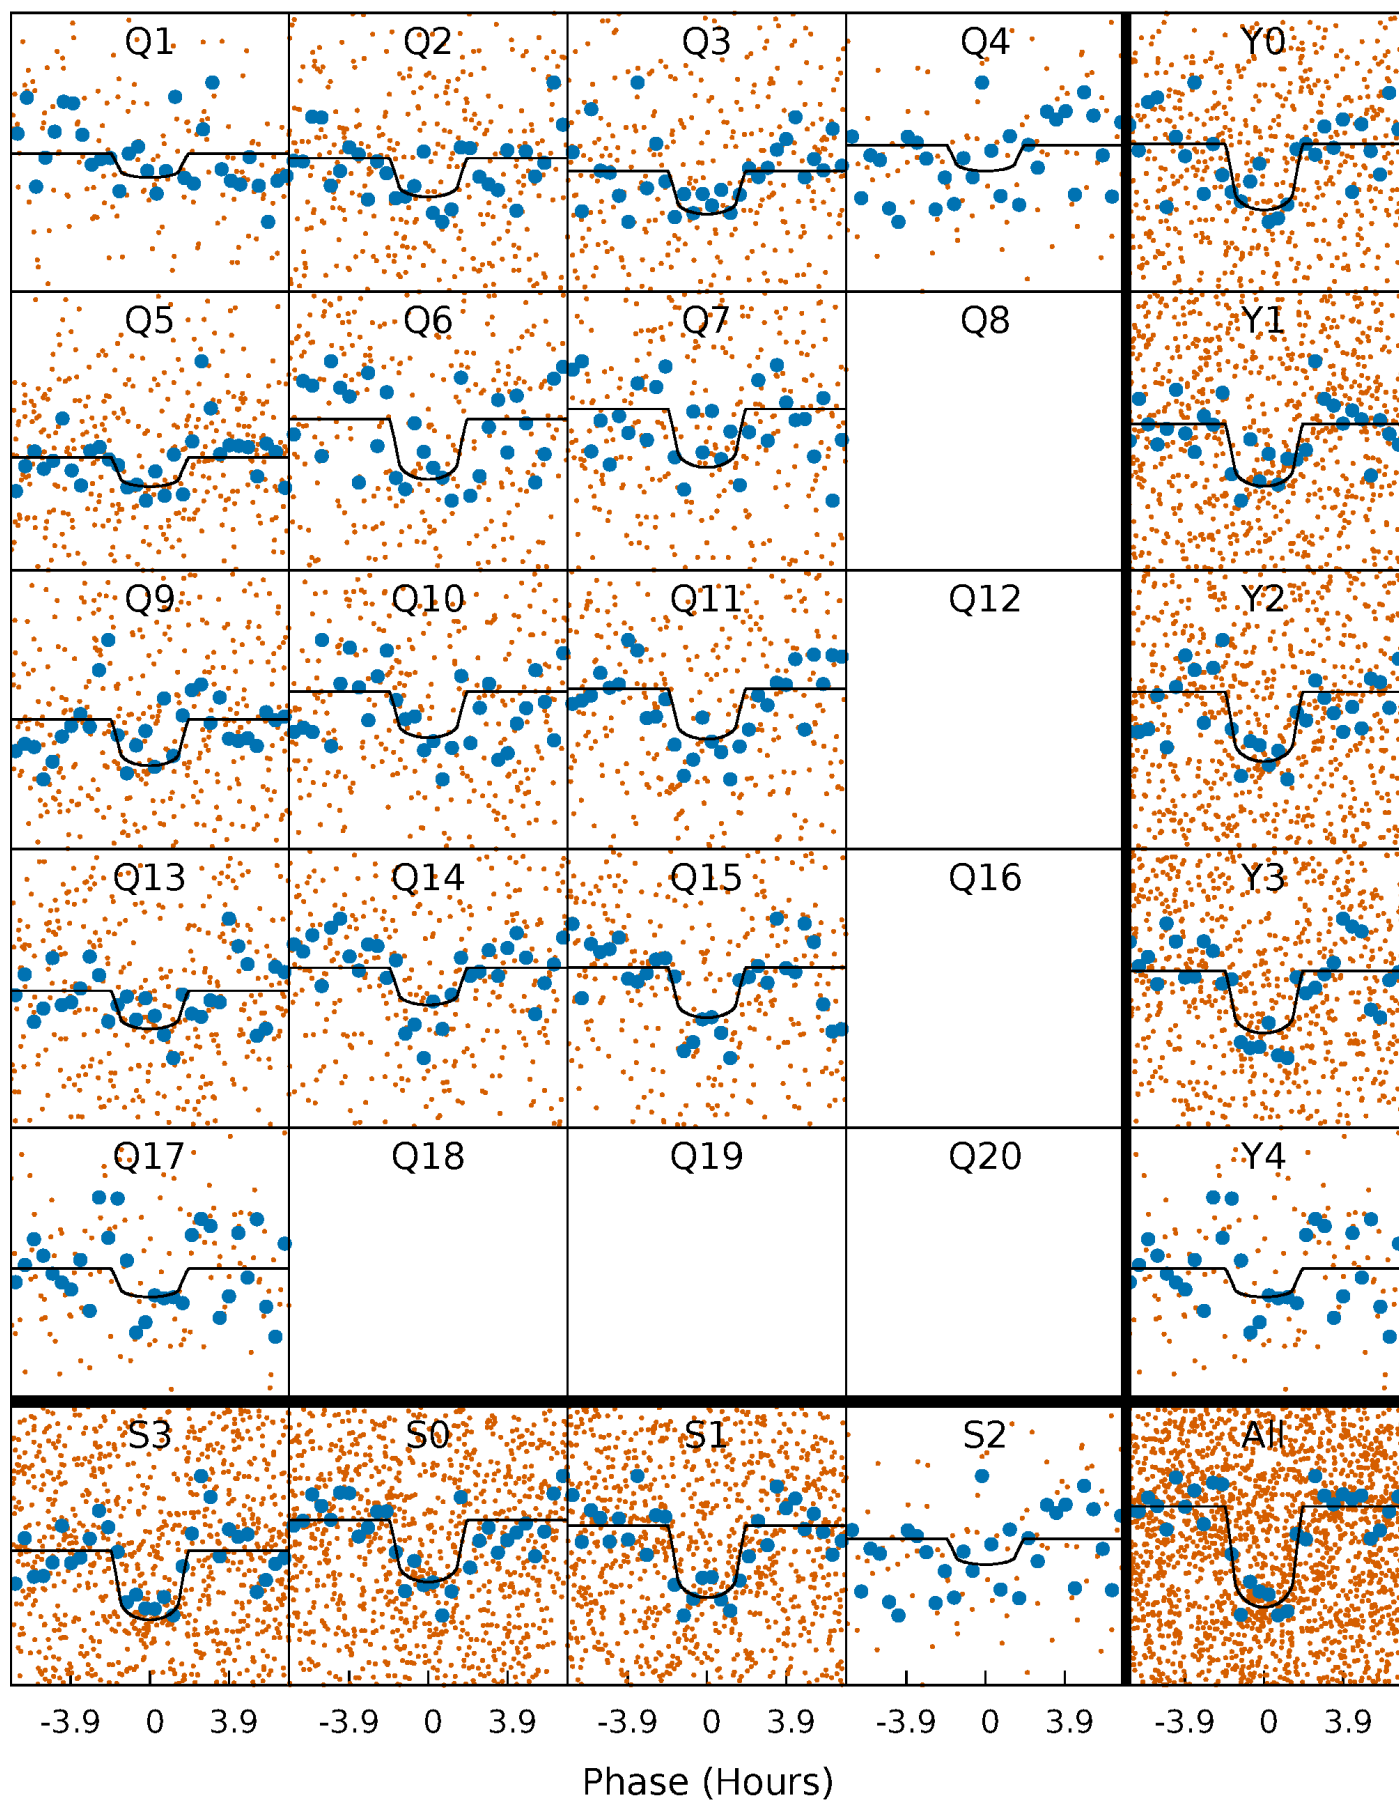 Q1 Q2 Q3 Q4 Y0
Q5 Q6 Q7 Q8 Y1
Q9 Q10 Q11 Q12 Y2
Q13 Q14 Q15 Q16 Y3
Q17 Q18 Q19 Q20 Y4
S3 S0 S1 S2 All
-3.9 0 3.9 -3.9 0 3.9 -3.9 0 3.9 -3.9 0 3.9 -3.9 0 3.9
Phase (Hours)